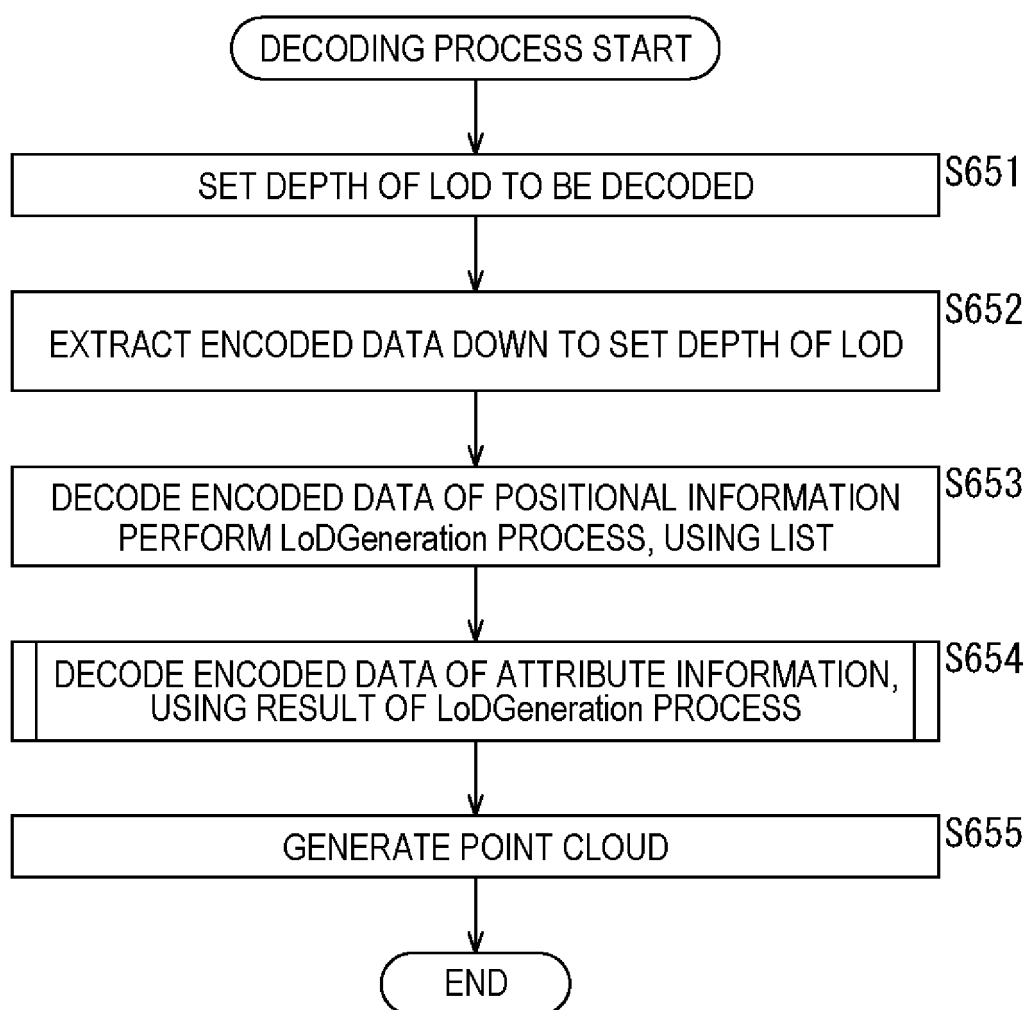 DECODING PROCESS START
SET DEPTH OF LOD TO BE DECODED
S651
EXTRACT ENCODED DATA DOWN TO SET DEPTH OF LOD
S652
DECODE ENCODED DATA OF POSITIONAL INFORMATION
PERFORM LoDGeneration PROCESS, USING LIST
S653
DECODE ENCODED DATA OF ATTRIBUTE INFORMATION,
USING RESULT OF LoDGeneration PROCESS
S654
GENERATE POINT CLOUD
S655
END